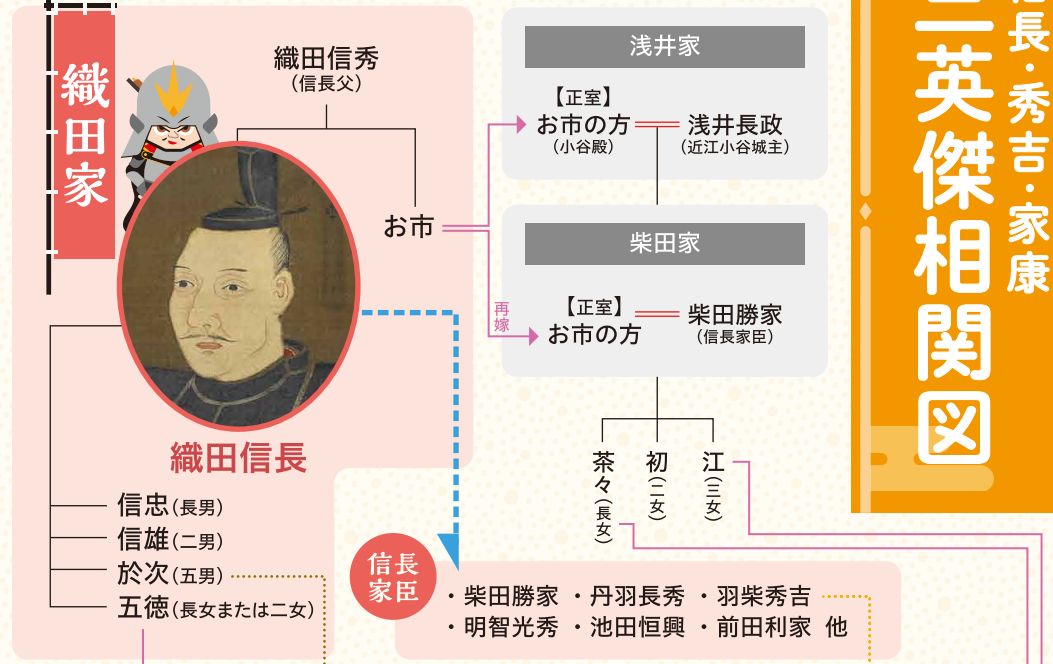 信長・秀吉・家康
三英傑相関図
織田家
織田信秀
(信長父)
お市
織田信長
信忠(長男)
信雄(二男)
於次(五男)
五徳(長女または二女)
浅井家
【正室】
お市の方
(小谷殿)
浅井長政
(近江小谷城主)
柴田家
再嫁
【正室】
お市の方
柴田勝家
(信長家臣)
茶々(長女)
初(二女)
江(三女)
信長
家臣
・柴田勝家 ・丹羽長秀 ・羽柴秀吉
・明智光秀 ・池田恒興 ・前田利家 他